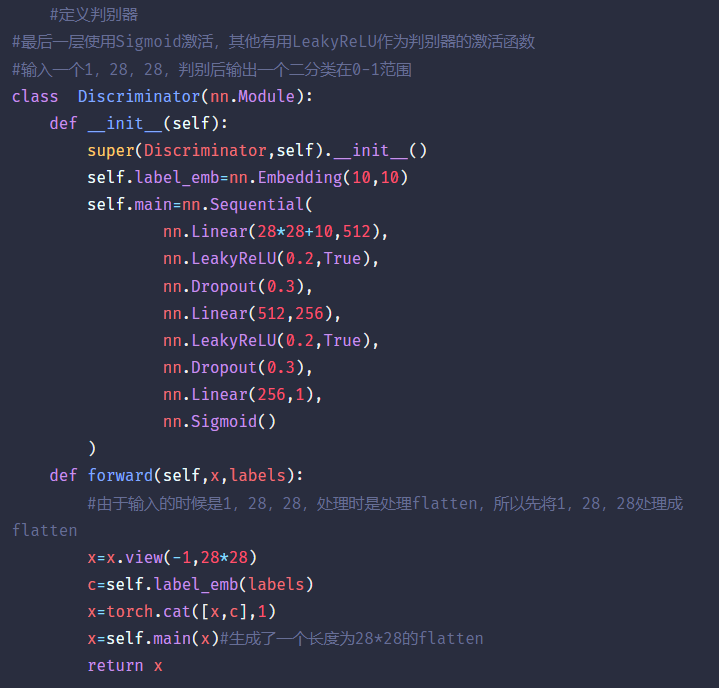 #定义判别器
#最后一层使用Sigmoid激活，其他有用LeakyReLU作为判别器的激活函数
#输入一个1，28，28，判别后输出一个二分类在0-1范围
class  Discriminator(nn.Module):
    def __init__(self):
        super(Discriminator,self).__init__()
        self.label_emb=nn.Embedding(10,10)
        self.main=nn.Sequential(
                nn.Linear(28*28+10,512),
                nn.LeakyReLU(0.2,True),
                nn.Dropout(0.3),
                nn.Linear(512,256),
                nn.LeakyReLU(0.2,True),
                nn.Dropout(0.3),
                nn.Linear(256,1),
                nn.Sigmoid()
        )
    def forward(self,x,labels):
        #由于输入的时候是1，28，28，处理时是处理flatten，所以先将1，28，28处理成
flatten
        x=x.view(-1,28*28)
        c=self.label_emb(labels)
        x=torch.cat([x,c],1)
        x=self.main(x)#生成了一个长度为28*28的flatten
        return x